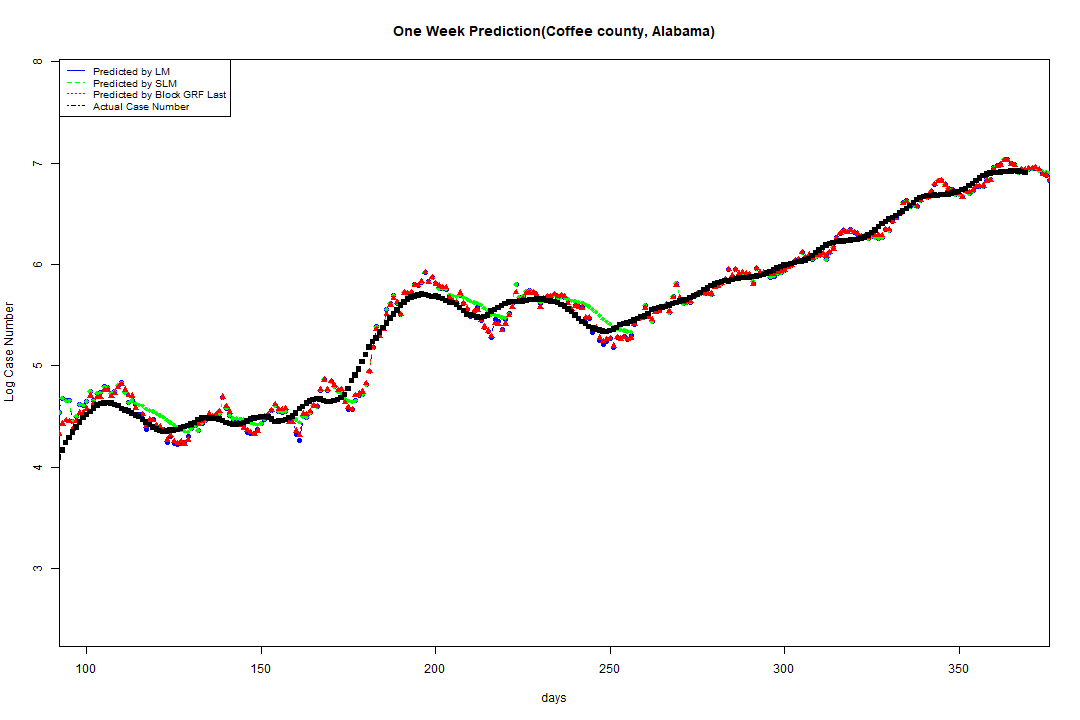 One Week Prediction(Coffee county, Alabama)
Predicted by LM
Predicted by SLM
Predicted by Block GRF Last
Actual Case Number
8
7
6
5
4
3
Log Case Number
100 150 200 250 300 350
days